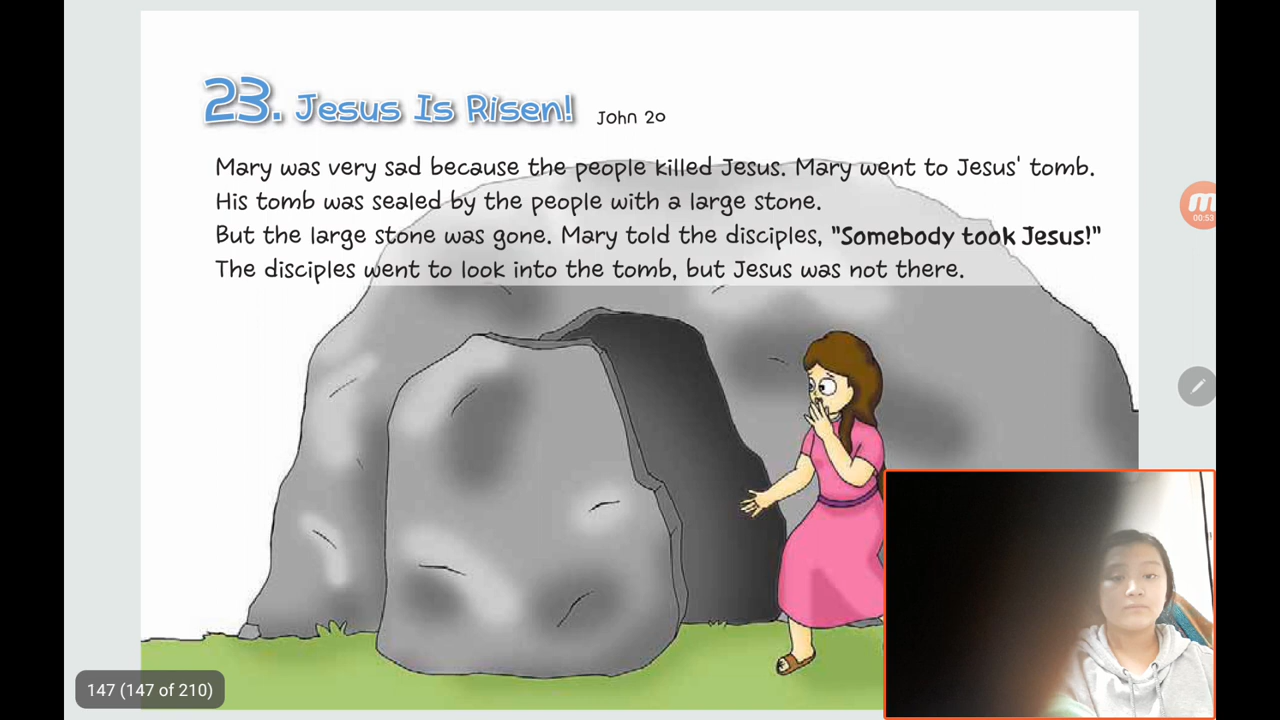 23. Jesus Is Risen! John 20
Mary was very sad because the people killed Jesus. Mary went to Jesus' tomb.
His tomb was sealed by the people with a large stone.
But the large stone was gone. Mary told the disciples, "Somebody took Jesus!"
The disciples went to look into the tomb, but Jesus was not there.
00:53
147 (147 of 210)